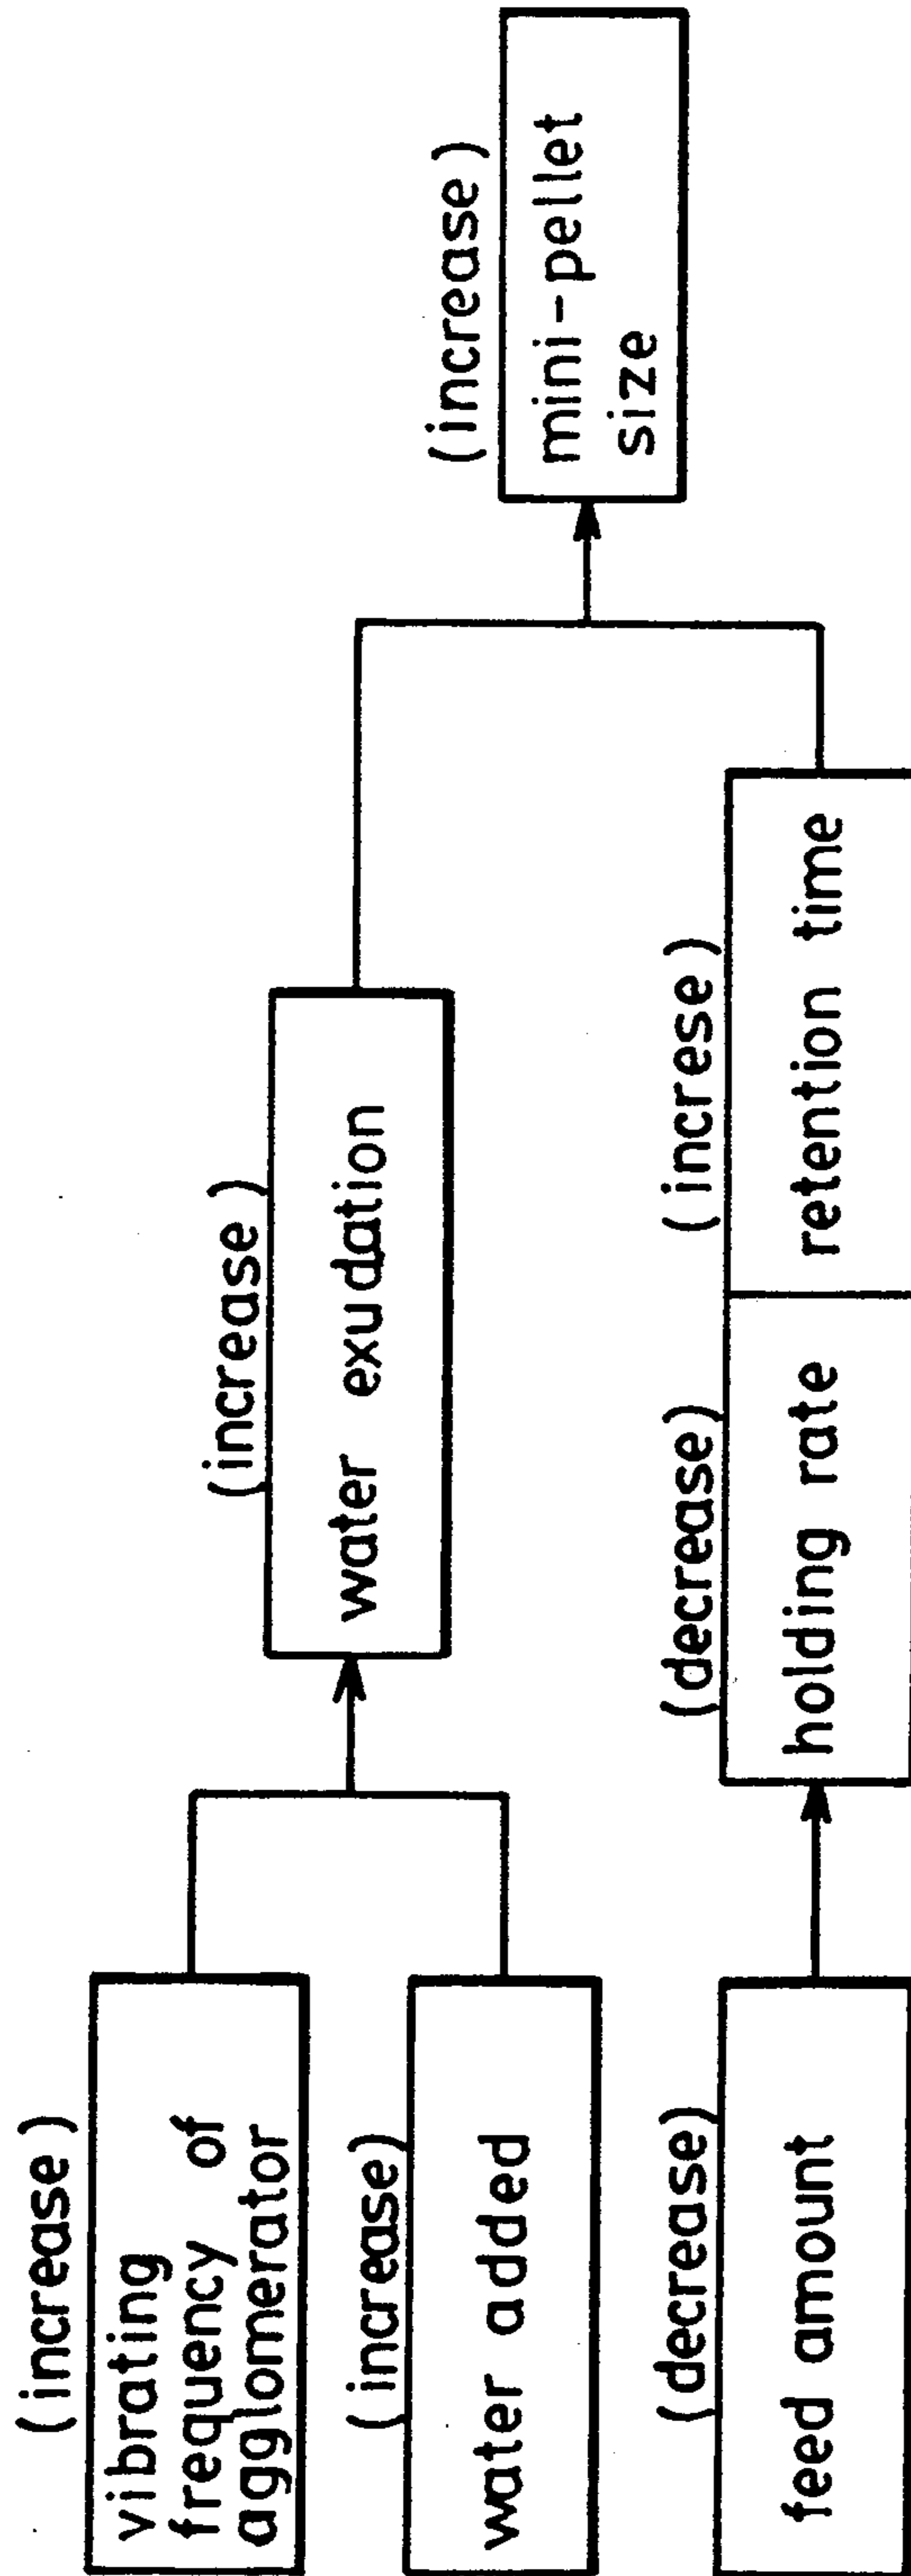 (increase)
vibrating
frequency of
agglomerator
(increase)
water added
(decrease)
feed amount
(increase)
water exudation
(decrease)
holding rate
(increse)
retention time
(increase)
mini-pellet
size